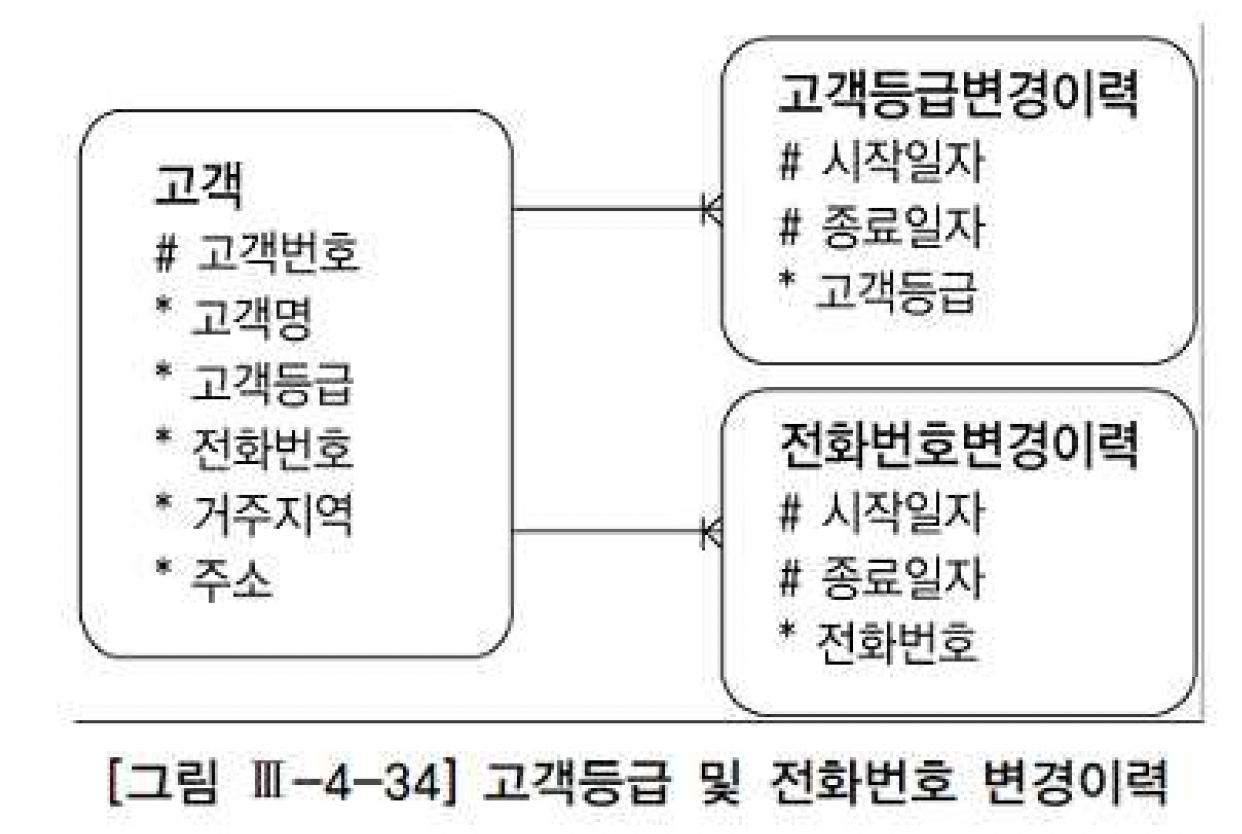 고객
# 고객번호
* 고객명
* 고객등급
* 전화번호
* 거주지역
* 주소
고객등급변경이력
# 시작일자
# 종료일자
* 고객등급
전화번호변경이력
# 시작일자
# 종료일자
* 전화번호
[그림 Ⅲ-4-34] 고객등급 및 전화번호 변경이력